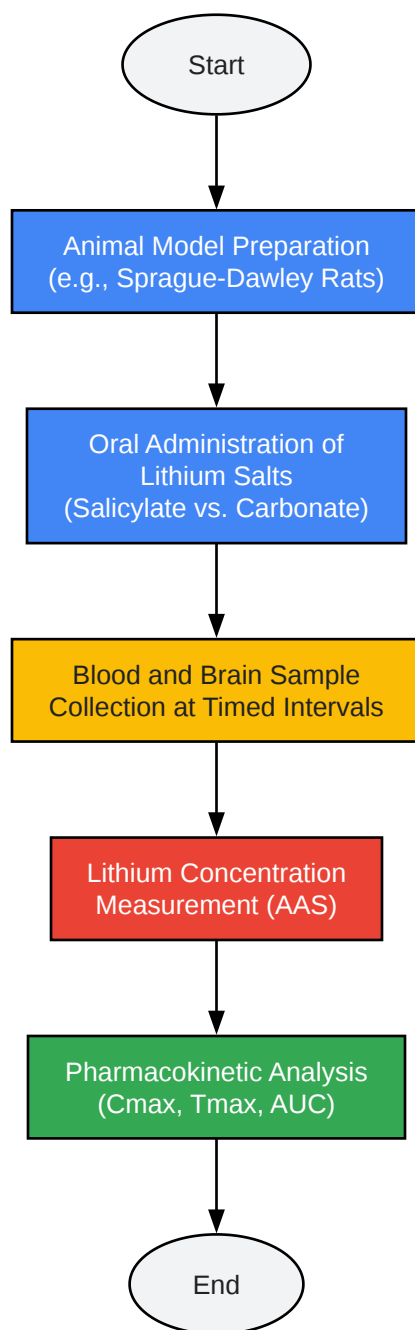 Start
Animal Model Preparation
(e.g., Sprague-Dawley Rats)
Oral Administration of
Lithium Salts
(Salicylate vs. Carbonate)
Blood and Brain Sample
Collection at Timed Intervals
Lithium Concentration
Measurement (AAS)
Pharmacokinetic Analysis
(Cmax, Tmax, AUC)
End